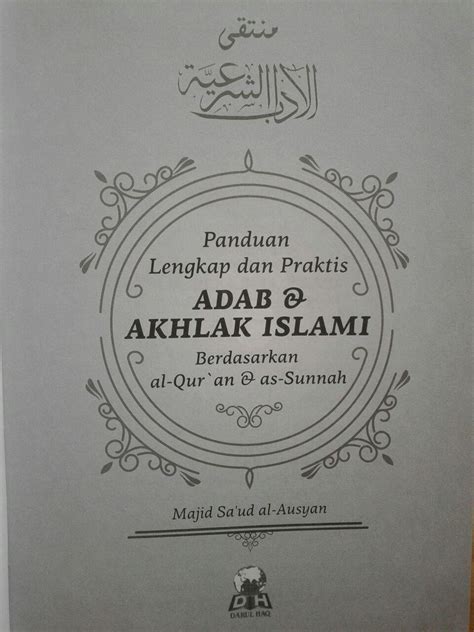 منتقى
الآداب الشرعية
Panduan
Lengkap dan Praktis
ADAB &
AKHLAK ISLAMI
Berdasarkan
al-Qur`an & as-Sunnah
Majid Sa'ud al-Ausyan
DH
DARUL HAQ